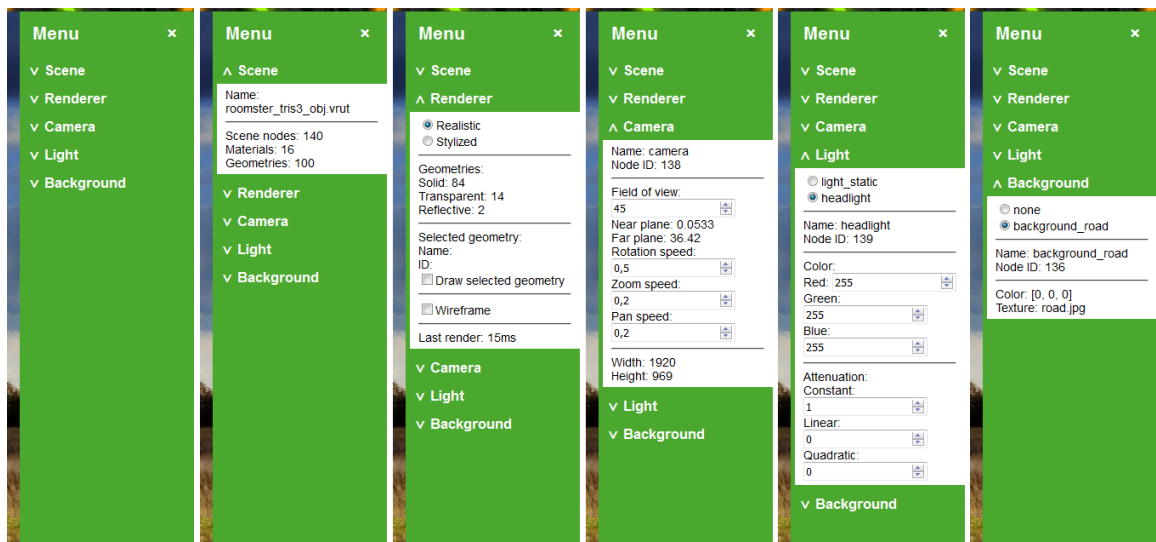 Menu ×
v Scene
v Renderer
v Camera
v Light
v Background
Menu ×
ʌ Scene
Name:
roomster_tris3_obj.vrut
Scene nodes: 140
Materials: 16
Geometries: 100
v Renderer
v Camera
v Light
v Background
Menu ×
v Scene
ʌ Renderer
Realistic
Stylized
Geometries:
Solid: 84
Transparent: 14
Reflective: 2
Selected geometry:
Name:
ID:
Draw selected geometry
Wireframe
Last render: 15ms
v Camera
v Light
v Background
Menu ×
v Scene
v Renderer
ʌ Camera
Name: camera
Node ID: 138
Field of view:
45
Near plane: 0.0533
Far plane: 36.42
Rotation speed:
0,5
Zoom speed:
0,2
Pan speed:
0,2
Width: 1920
Height: 969
v Light
v Background
Menu ×
v Scene
v Renderer
v Camera
ʌ Light
light_static
headlight
Name: headlight
Node ID: 139
Color:
Red: 255
Green:
255
Blue:
255
Attenuation:
Constant:
1
Linear:
0
Quadratic:
0
v Background
Menu ×
v Scene
v Renderer
v Camera
v Light
ʌ Background
none
background_road
Name: background_road
Node ID: 136
Color: [0, 0, 0]
Texture: road.jpg